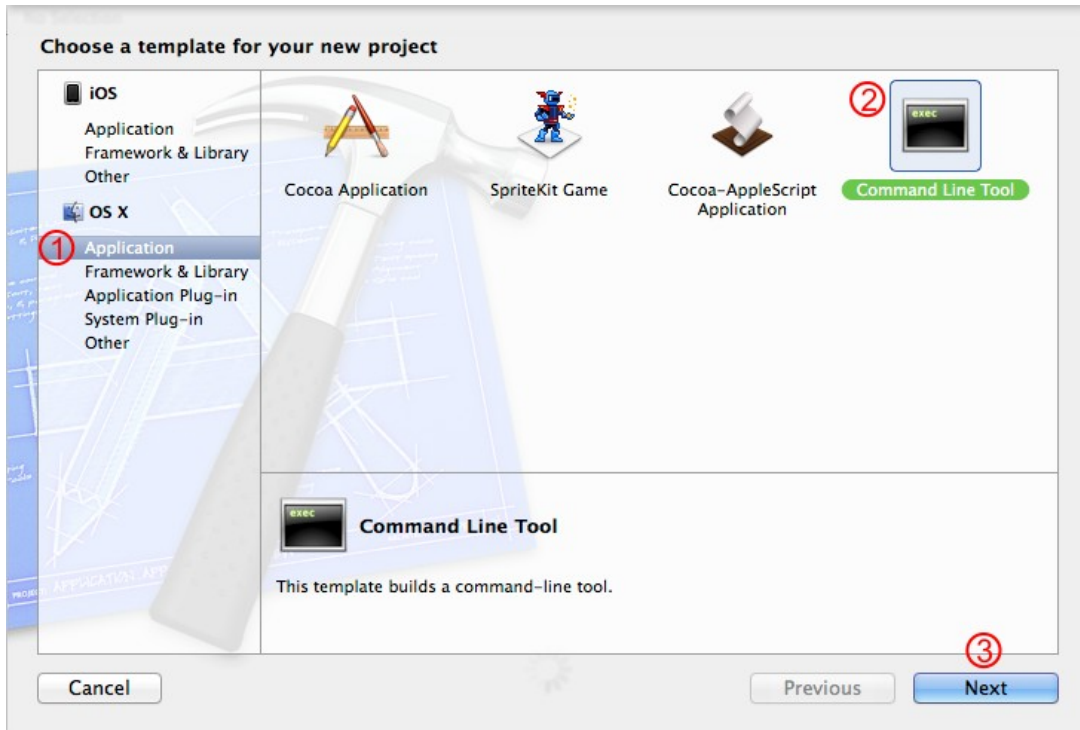 Choose a template for your new project
iOS
Application
Framework & Library
Other
OS X
① Application
Framework & Library
Application Plug-in
System Plug-in
Other
Cocoa Application
SpriteKit Game
Cocoa-AppleScript
Application
②
exec
Command Line Tool
exec
Command Line Tool
This template builds a command-line tool.
③
Cancel
Previous
Next